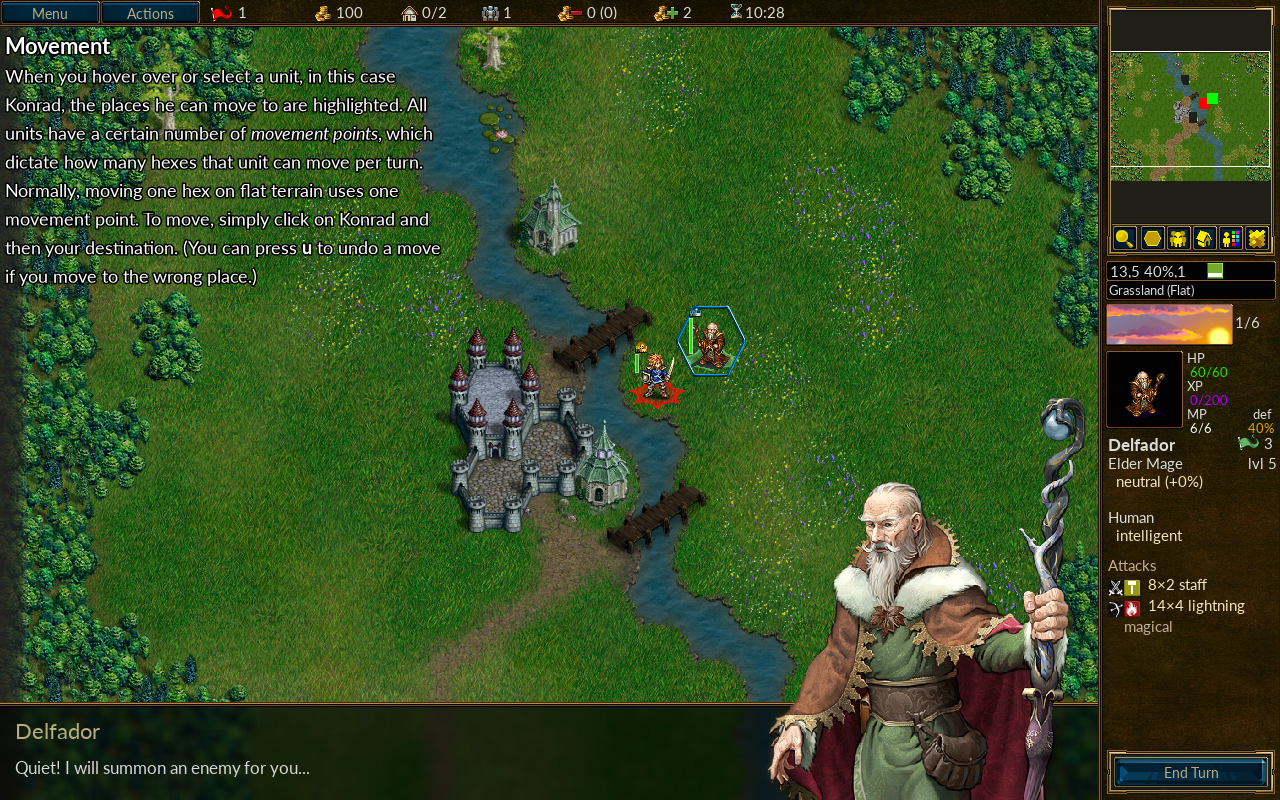 Menu
Actions
1
100
0/2
1
0 (0)
2
10:28
Movement
When you hover over or select a unit, in this case
Konrad, the places he can move to are highlighted. All
units have a certain number of movement points, which
dictate how many hexes that unit can move per turn.
Normally, moving one hex on flat terrain uses one
movement point. To move, simply click on Konrad and
then your destination. (You can press u to undo a move
if you move to the wrong place.)
13,5 40%,1
Grassland (Flat)
1/6
HP
60/60
XP
0/200
MP
6/6
def
40%
Delfador
3
Elder Mage
lvl 5
neutral (+0%)
Human
intelligent
Attacks
8×2 staff
14×4 lightning
magical
Delfador
Quiet! I will summon an enemy for you...
End Turn